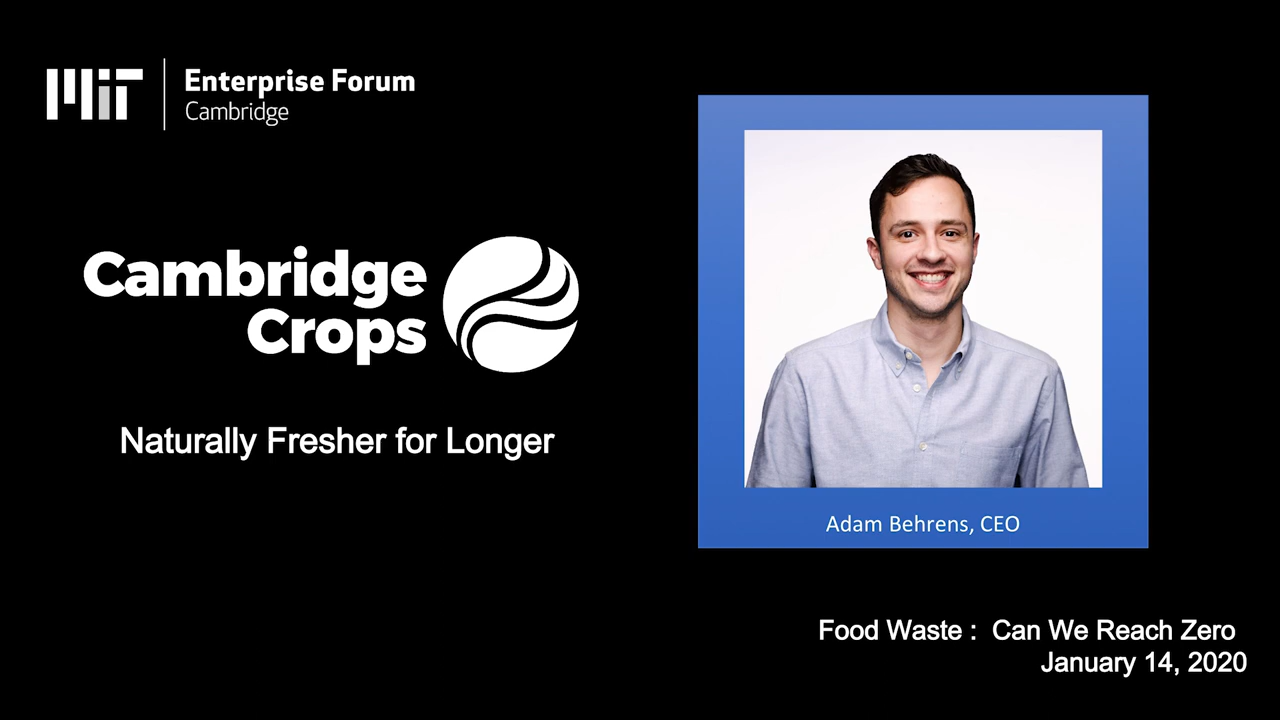 MIT
Enterprise Forum
Cambridge
Cambridge
Crops
Naturally Fresher for Longer
Adam Behrens, CEO
Food Waste : Can We Reach Zero
January 14, 2020